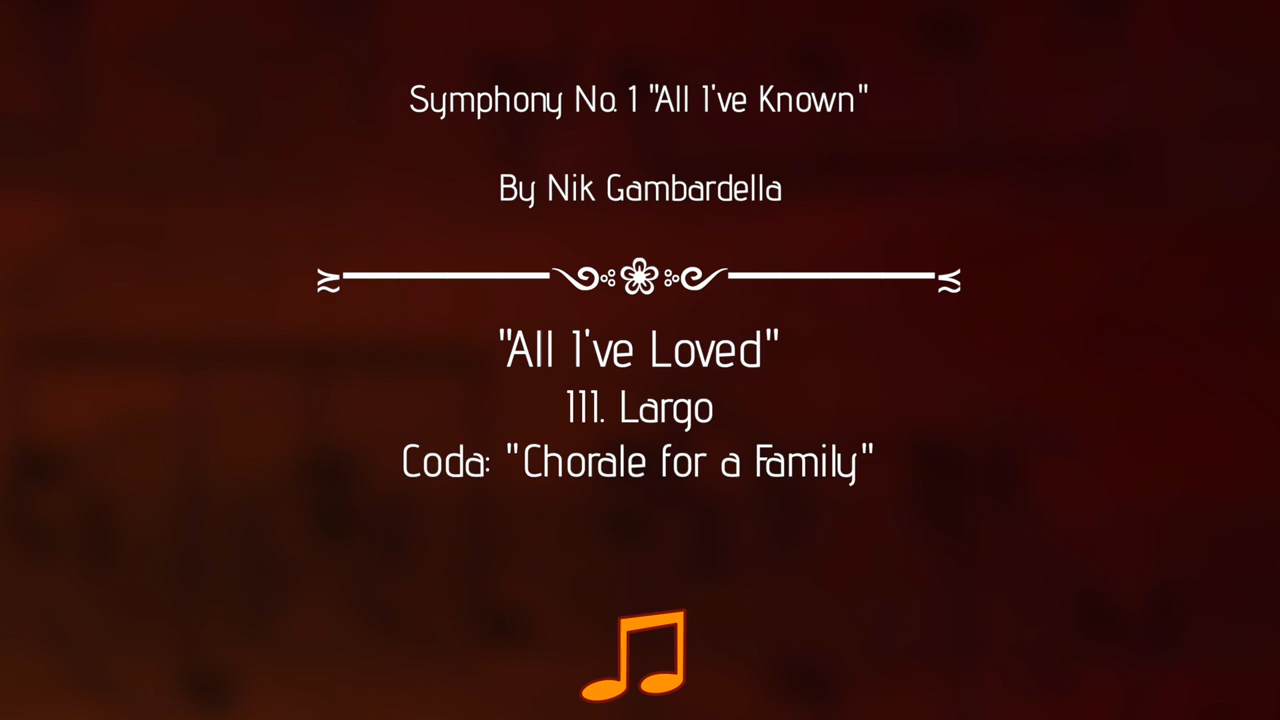 Symphony No. 1 "All I've Known"
By Nik Gambardella
"All I've Loved"
III. Largo
Coda: "Chorale for a Family"